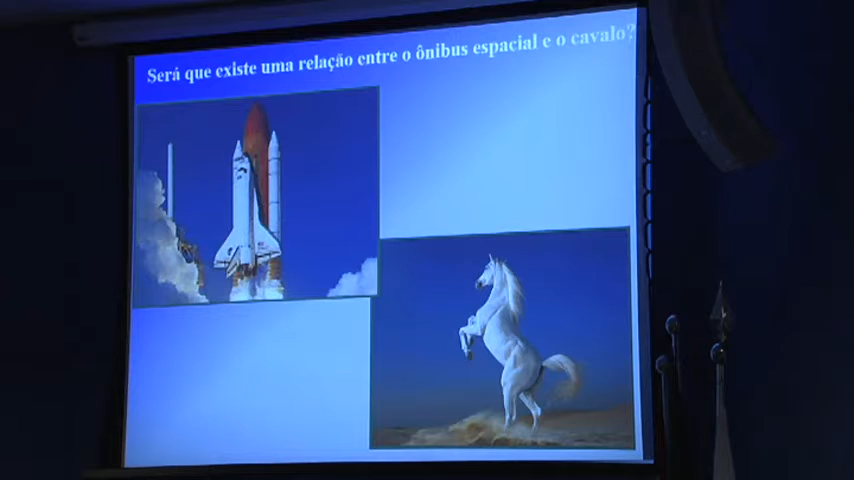 Será que existe uma relação entre o ônibus espacial e o cavalo?